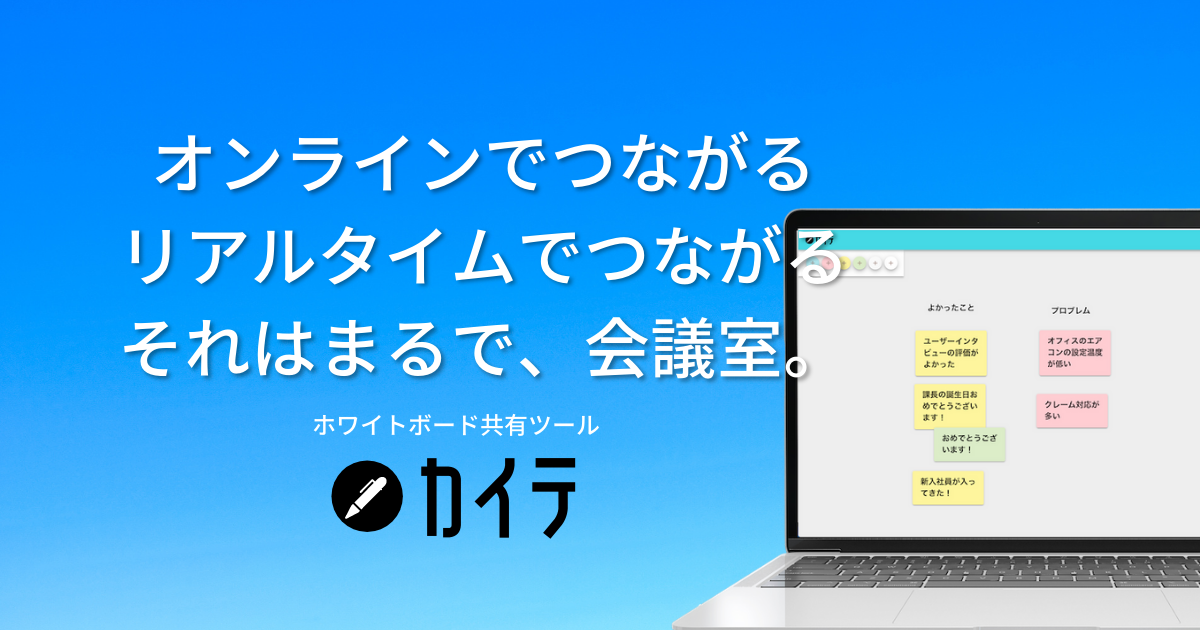 オンラインでつながる
リアルタイムでつながる
それはまるで、会議室。
ホワイトボード共有ツール
カイテ
カイテ
よかったこと
ユーザーインタ
ビューの評価が
よかった
課長の誕生日お
めでとうござい
ます！
おめでとうござ
います！
新入社員が入っ
てきた！
プロブレム
オフィスのエア
コンの設定温度
が低い
クレーム対応が
多い